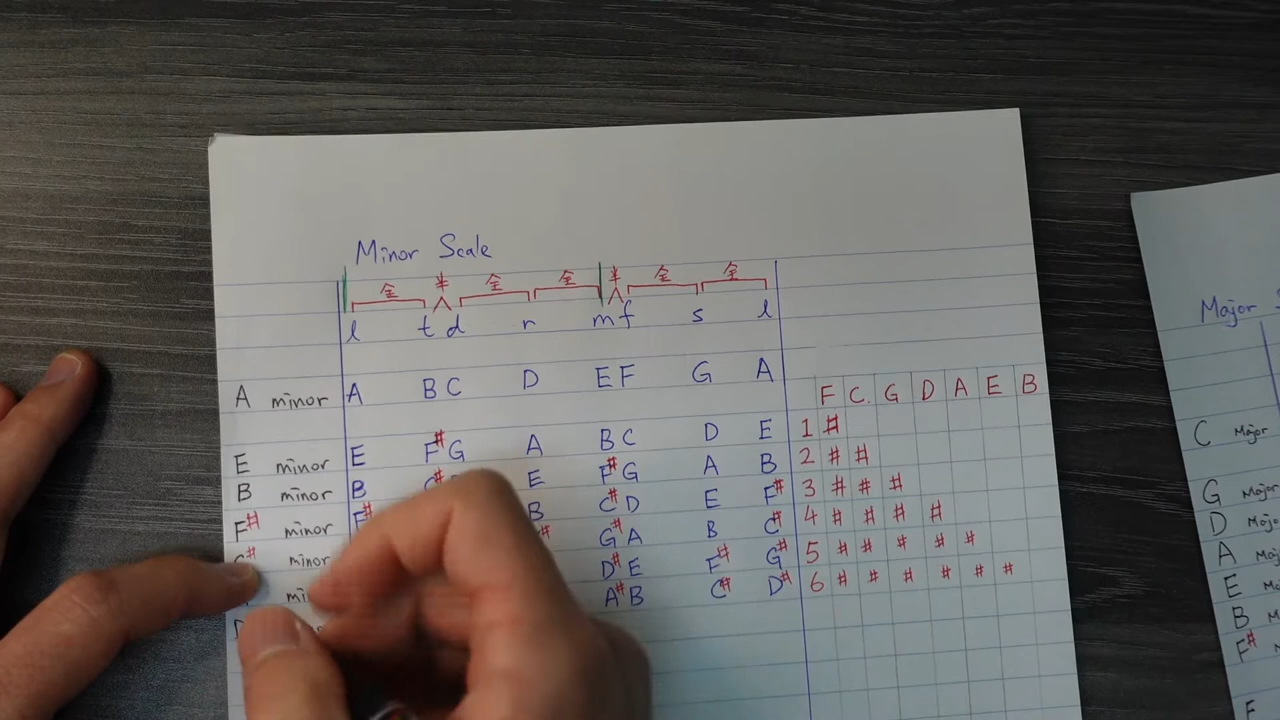 Minor Scale
全 半 全 全 半 全 全
l t d r m f s l
A minor A B C D E F G A
F C G D A E B
E minor E F# G A B C D E 1 #
B minor B C# E F# G A B 2 # #
F# minor F# B C# D E F# 3 # # #
minor # G# A B C# 4 # # # #
D# E F# G# 5 # # # # #
A# B C# D# 6 # # # # # #
Major
C Major
G Major
D Major
A Major
E
B
F#
F